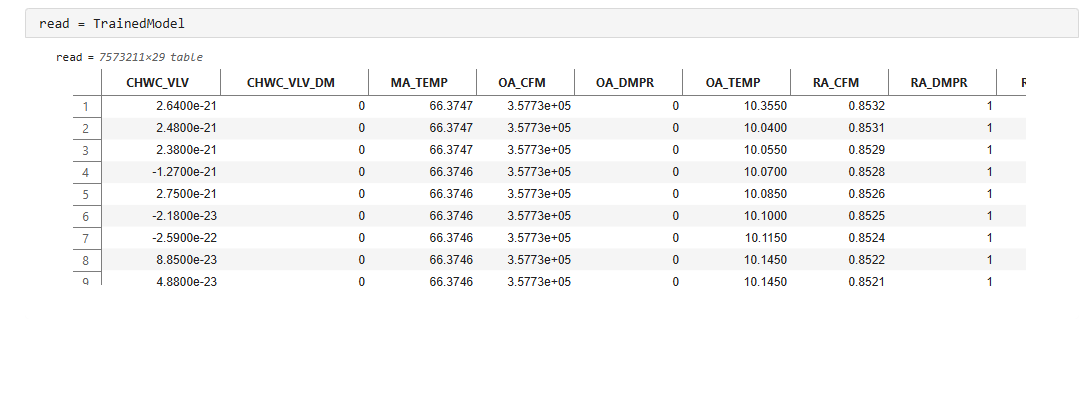 read = TrainedModel
read = 7573211×29 table
CHWC_VLV CHWC_VLV_DM MA_TEMP OA_CFM OA_DMPR OA_TEMP RA_CFM RA_DMPR
1 2.6400e-21 0 66.3747 3.5773e+05 0 10.3550 0.8532 1
2 2.4800e-21 0 66.3747 3.5773e+05 0 10.0400 0.8531 1
3 2.3800e-21 0 66.3747 3.5773e+05 0 10.0550 0.8529 1
4 -1.2700e-21 0 66.3746 3.5773e+05 0 10.0700 0.8528 1
5 2.7500e-21 0 66.3746 3.5773e+05 0 10.0850 0.8526 1
6 -2.1800e-23 0 66.3746 3.5773e+05 0 10.1000 0.8525 1
7 -2.5900e-22 0 66.3746 3.5773e+05 0 10.1150 0.8524 1
8 8.8500e-23 0 66.3746 3.5773e+05 0 10.1450 0.8522 1
9 4.8800e-23 0 66.3746 3.5773e+05 0 10.1450 0.8521 1